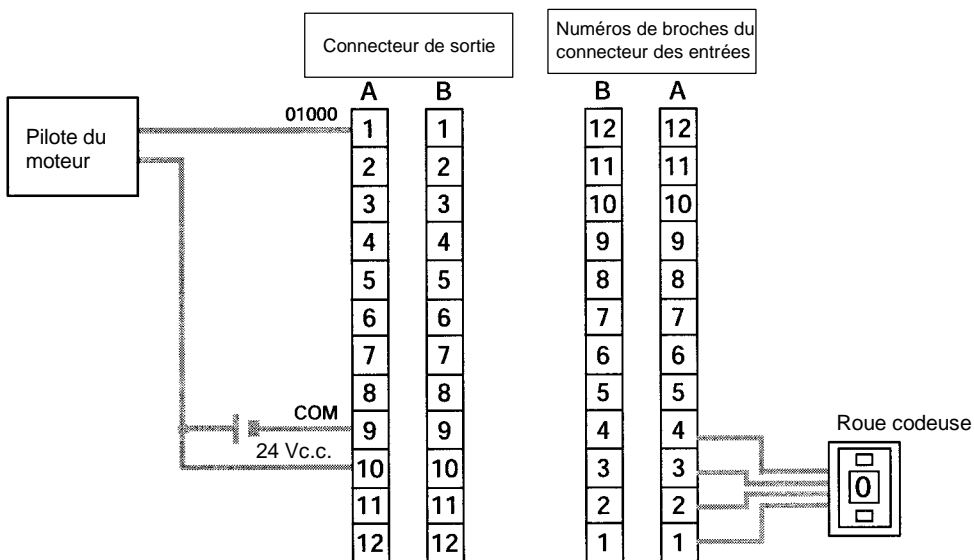 Connecteur de sortie
Numéros de broches du
connecteur des entrées
A B B A
Pilote du
moteur
01000
1 1 12 12
2 2 11 11
3 3 10 10
4 4 9 9
5 5 8 8
6 6 7 7
7 7 6 6
8 8 5 5
COM
9 9 4 4
Roue codeuse
24 Vc.c.
10 10 3 3
0
11 11 2 2
12 12 1 1